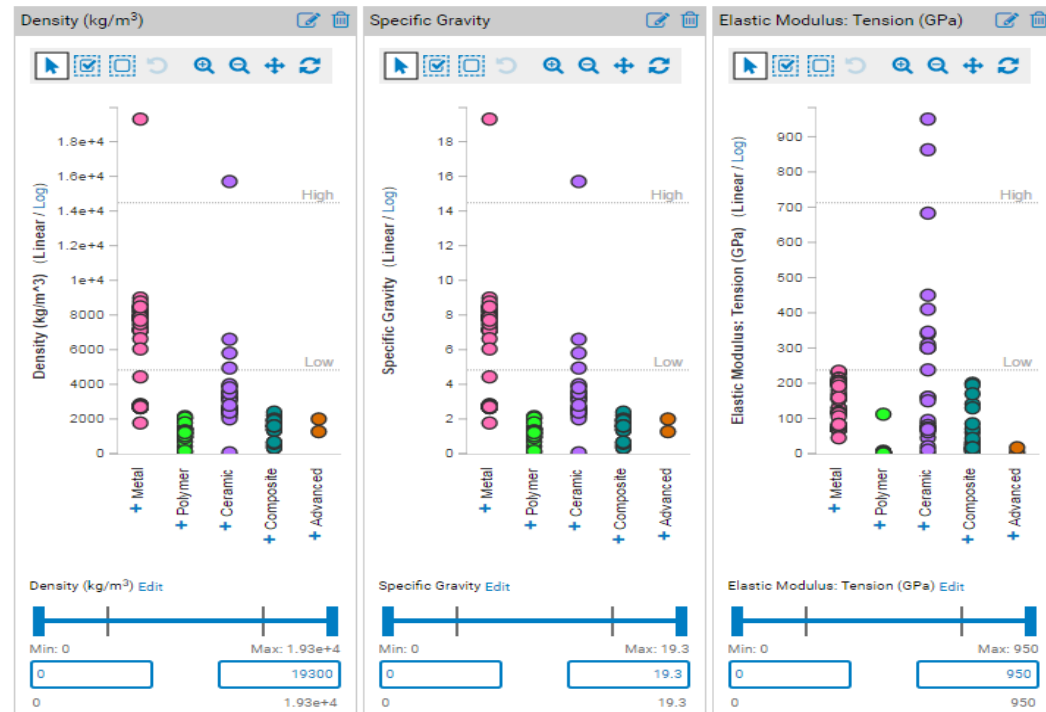 Density (kg/m³)
1.8e+4
1.6e+4
1.4e+4
1.2e+4
1e+4
8000
6000
4000
2000
0
High
Low
Density (kg/m^3) (Linear / Log)
+ Metal
+ Polymer
+ Ceramic
+ Composite
+ Advanced
Density (kg/m³) Edit
Min: 0 Max: 1.93e+4
0 19300
0 1.93e+4
Specific Gravity
18
16
14
12
10
8
6
4
2
0
High
Low
Specific Gravity (Linear / Log)
+ Metal
+ Polymer
+ Ceramic
+ Composite
+ Advanced
Specific Gravity Edit
Min: 0 Max: 19.3
0 19.3
0 19.3
Elastic Modulus: Tension (GPa)
900
800
700
600
500
400
300
200
100
0
High
Low
Elastic Modulus: Tension (GPa) (Linear / Log)
+ Metal
+ Polymer
+ Ceramic
+ Composite
+ Advanced
Elastic Modulus: Tension (GPa) Edit
Min: 0 Max: 950
0 950
0 950